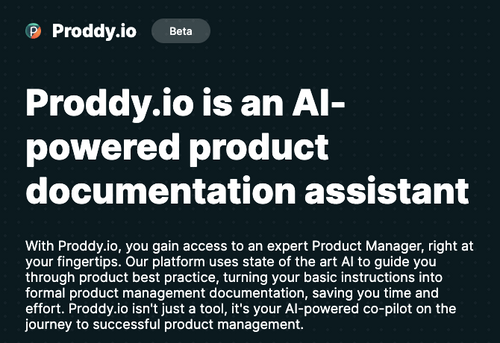 Proddy.io Beta
Proddy.io is an AI-
powered product
documentation assistant
With Proddy.io, you gain access to an expert Product Manager, right at
your fingertips. Our platform uses state of the art AI to guide you
through product best practice, turning your basic instructions into
formal product management documentation, saving you time and
effort. Proddy.io isn't just a tool, it's your AI-powered co-pilot on the
journey to successful product management.